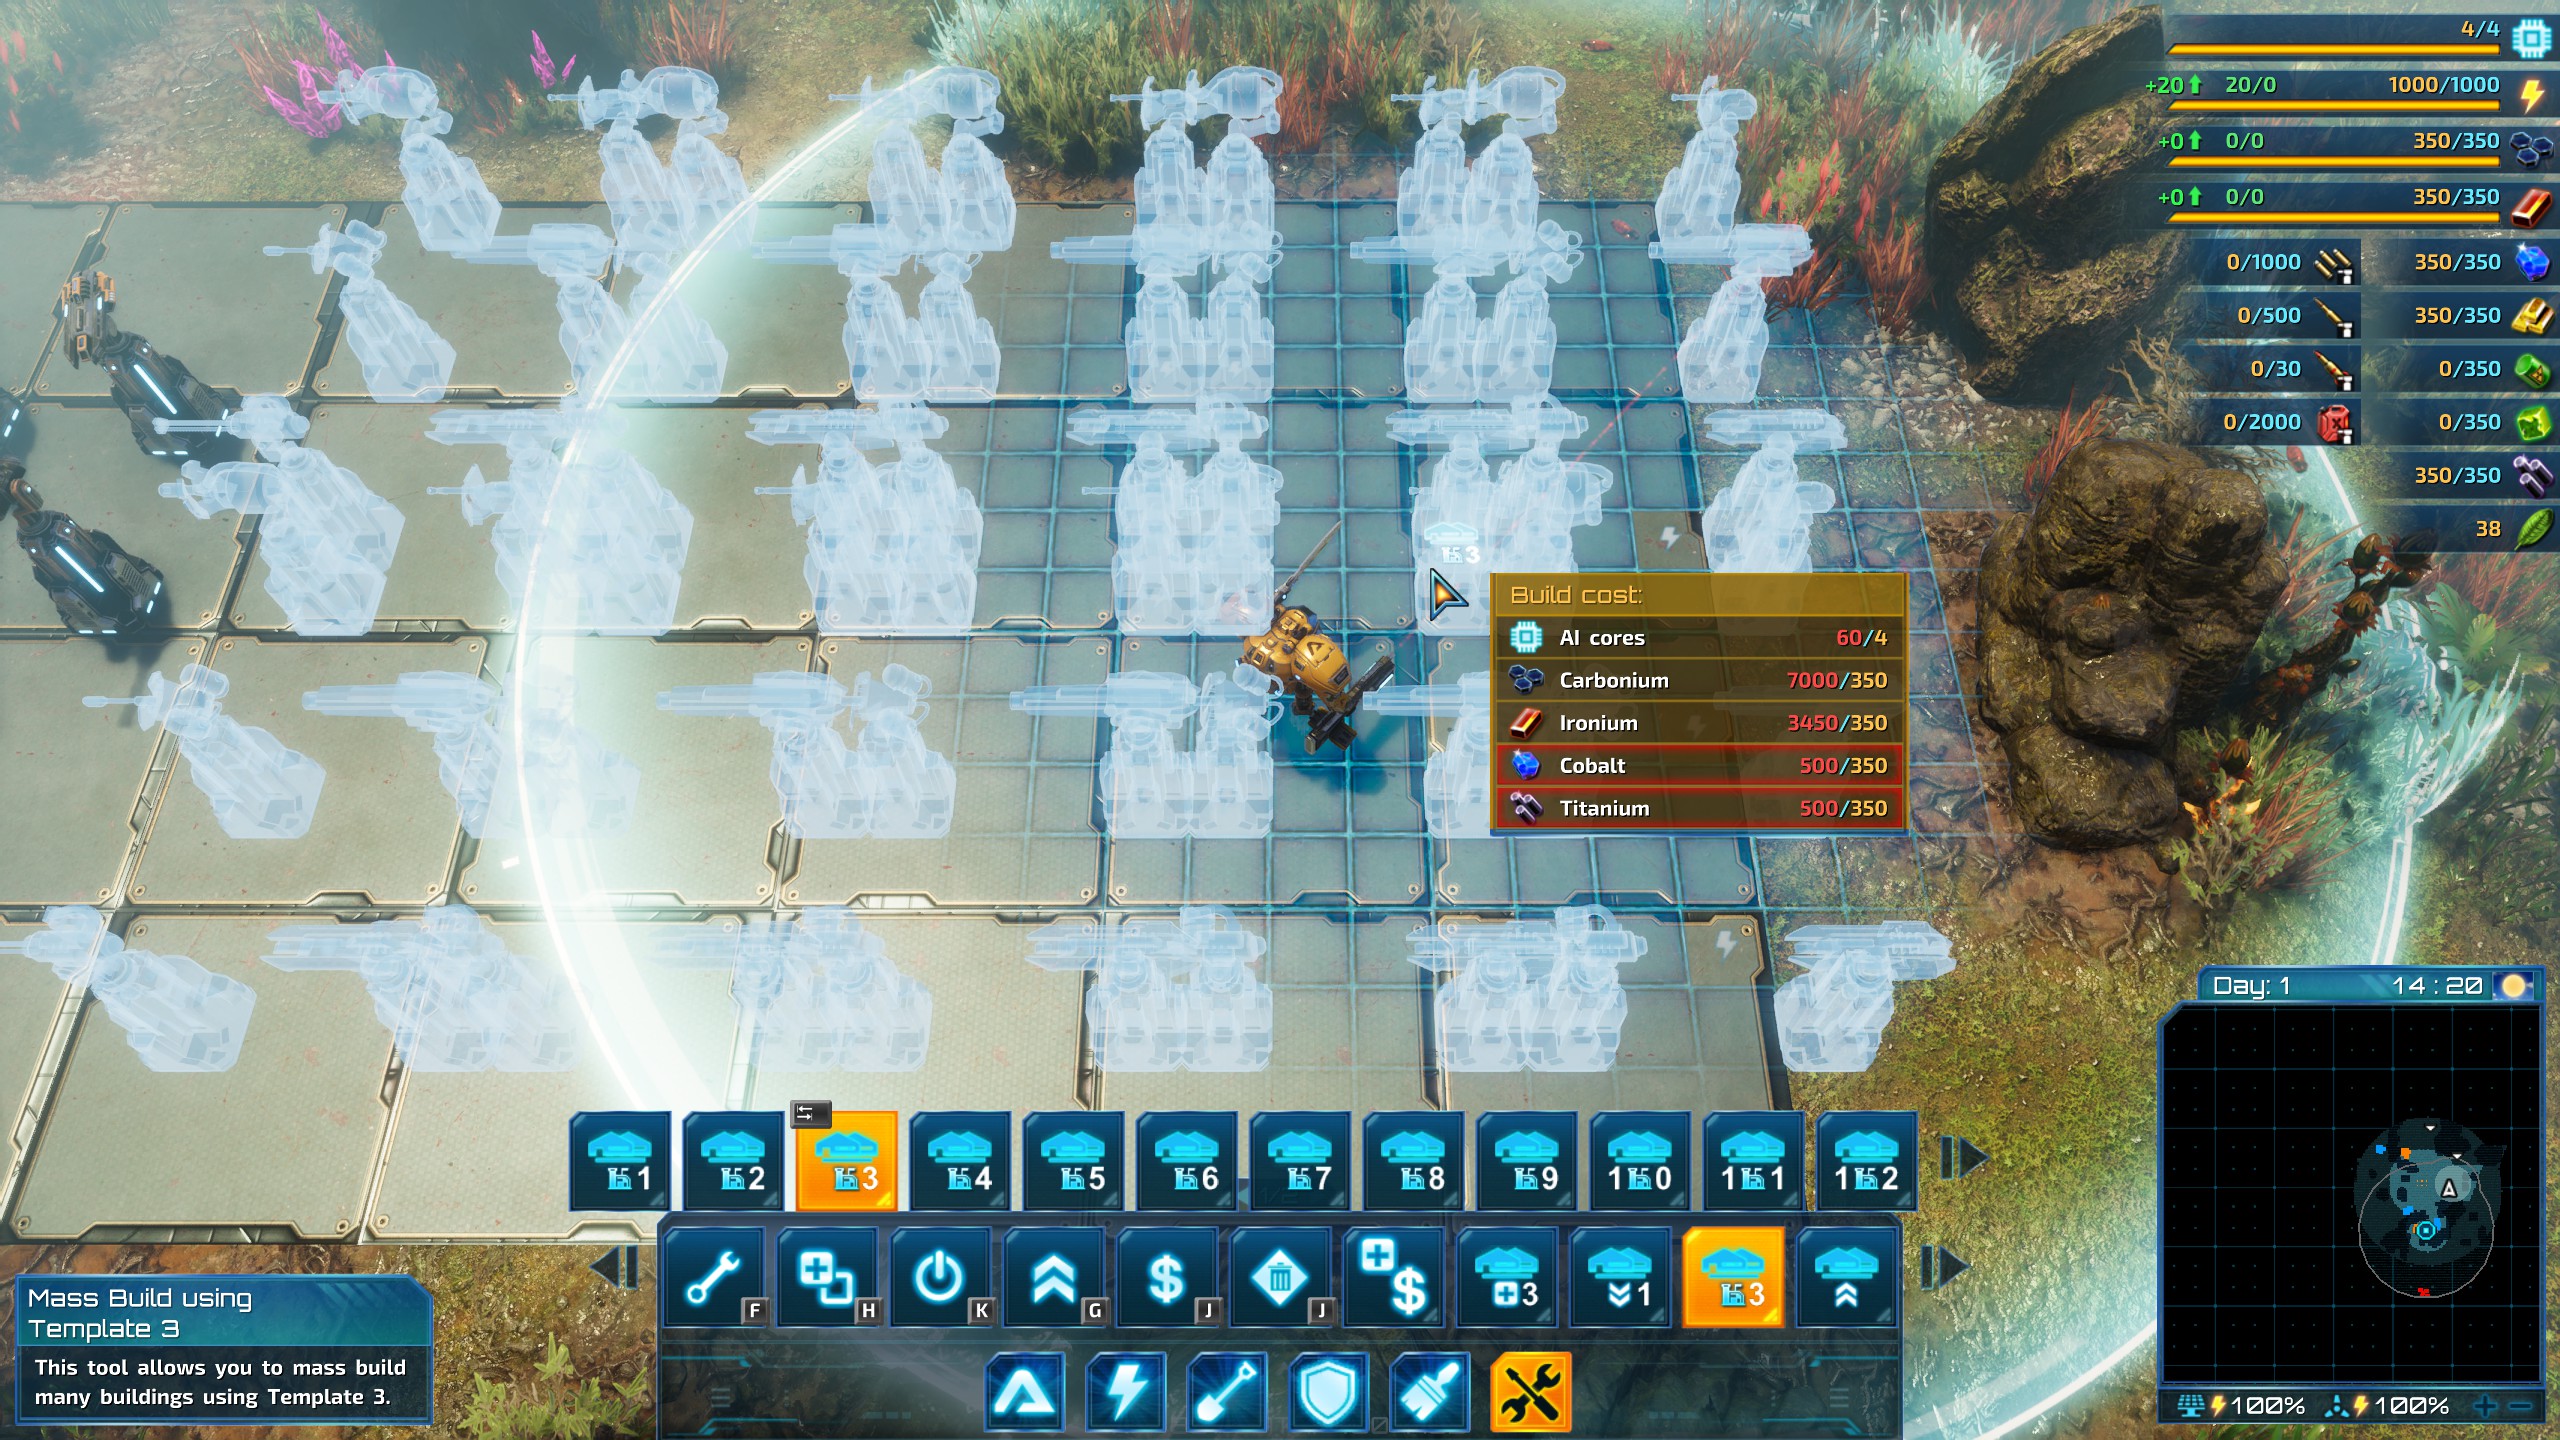 4/4
+20 20/0 1000/1000
+0 0/0 350/350
+0 0/0 350/350
0/1000 350/350
0/500 350/350
0/30 0/350
0/2000 0/350
350/350
38
3
Build cost:
AI cores 60/4
Carbonium 7000/350
Ironium 3450/350
Cobalt 500/350
Titanium 500/350
Day: 1 14:20
1 2 3 4 5 6 7 8 9 10 11 12
F H K G J J $ 3 1 3
Mass Build using
Template 3
This tool allows you to mass build
many buildings using Template 3.
100% 100%